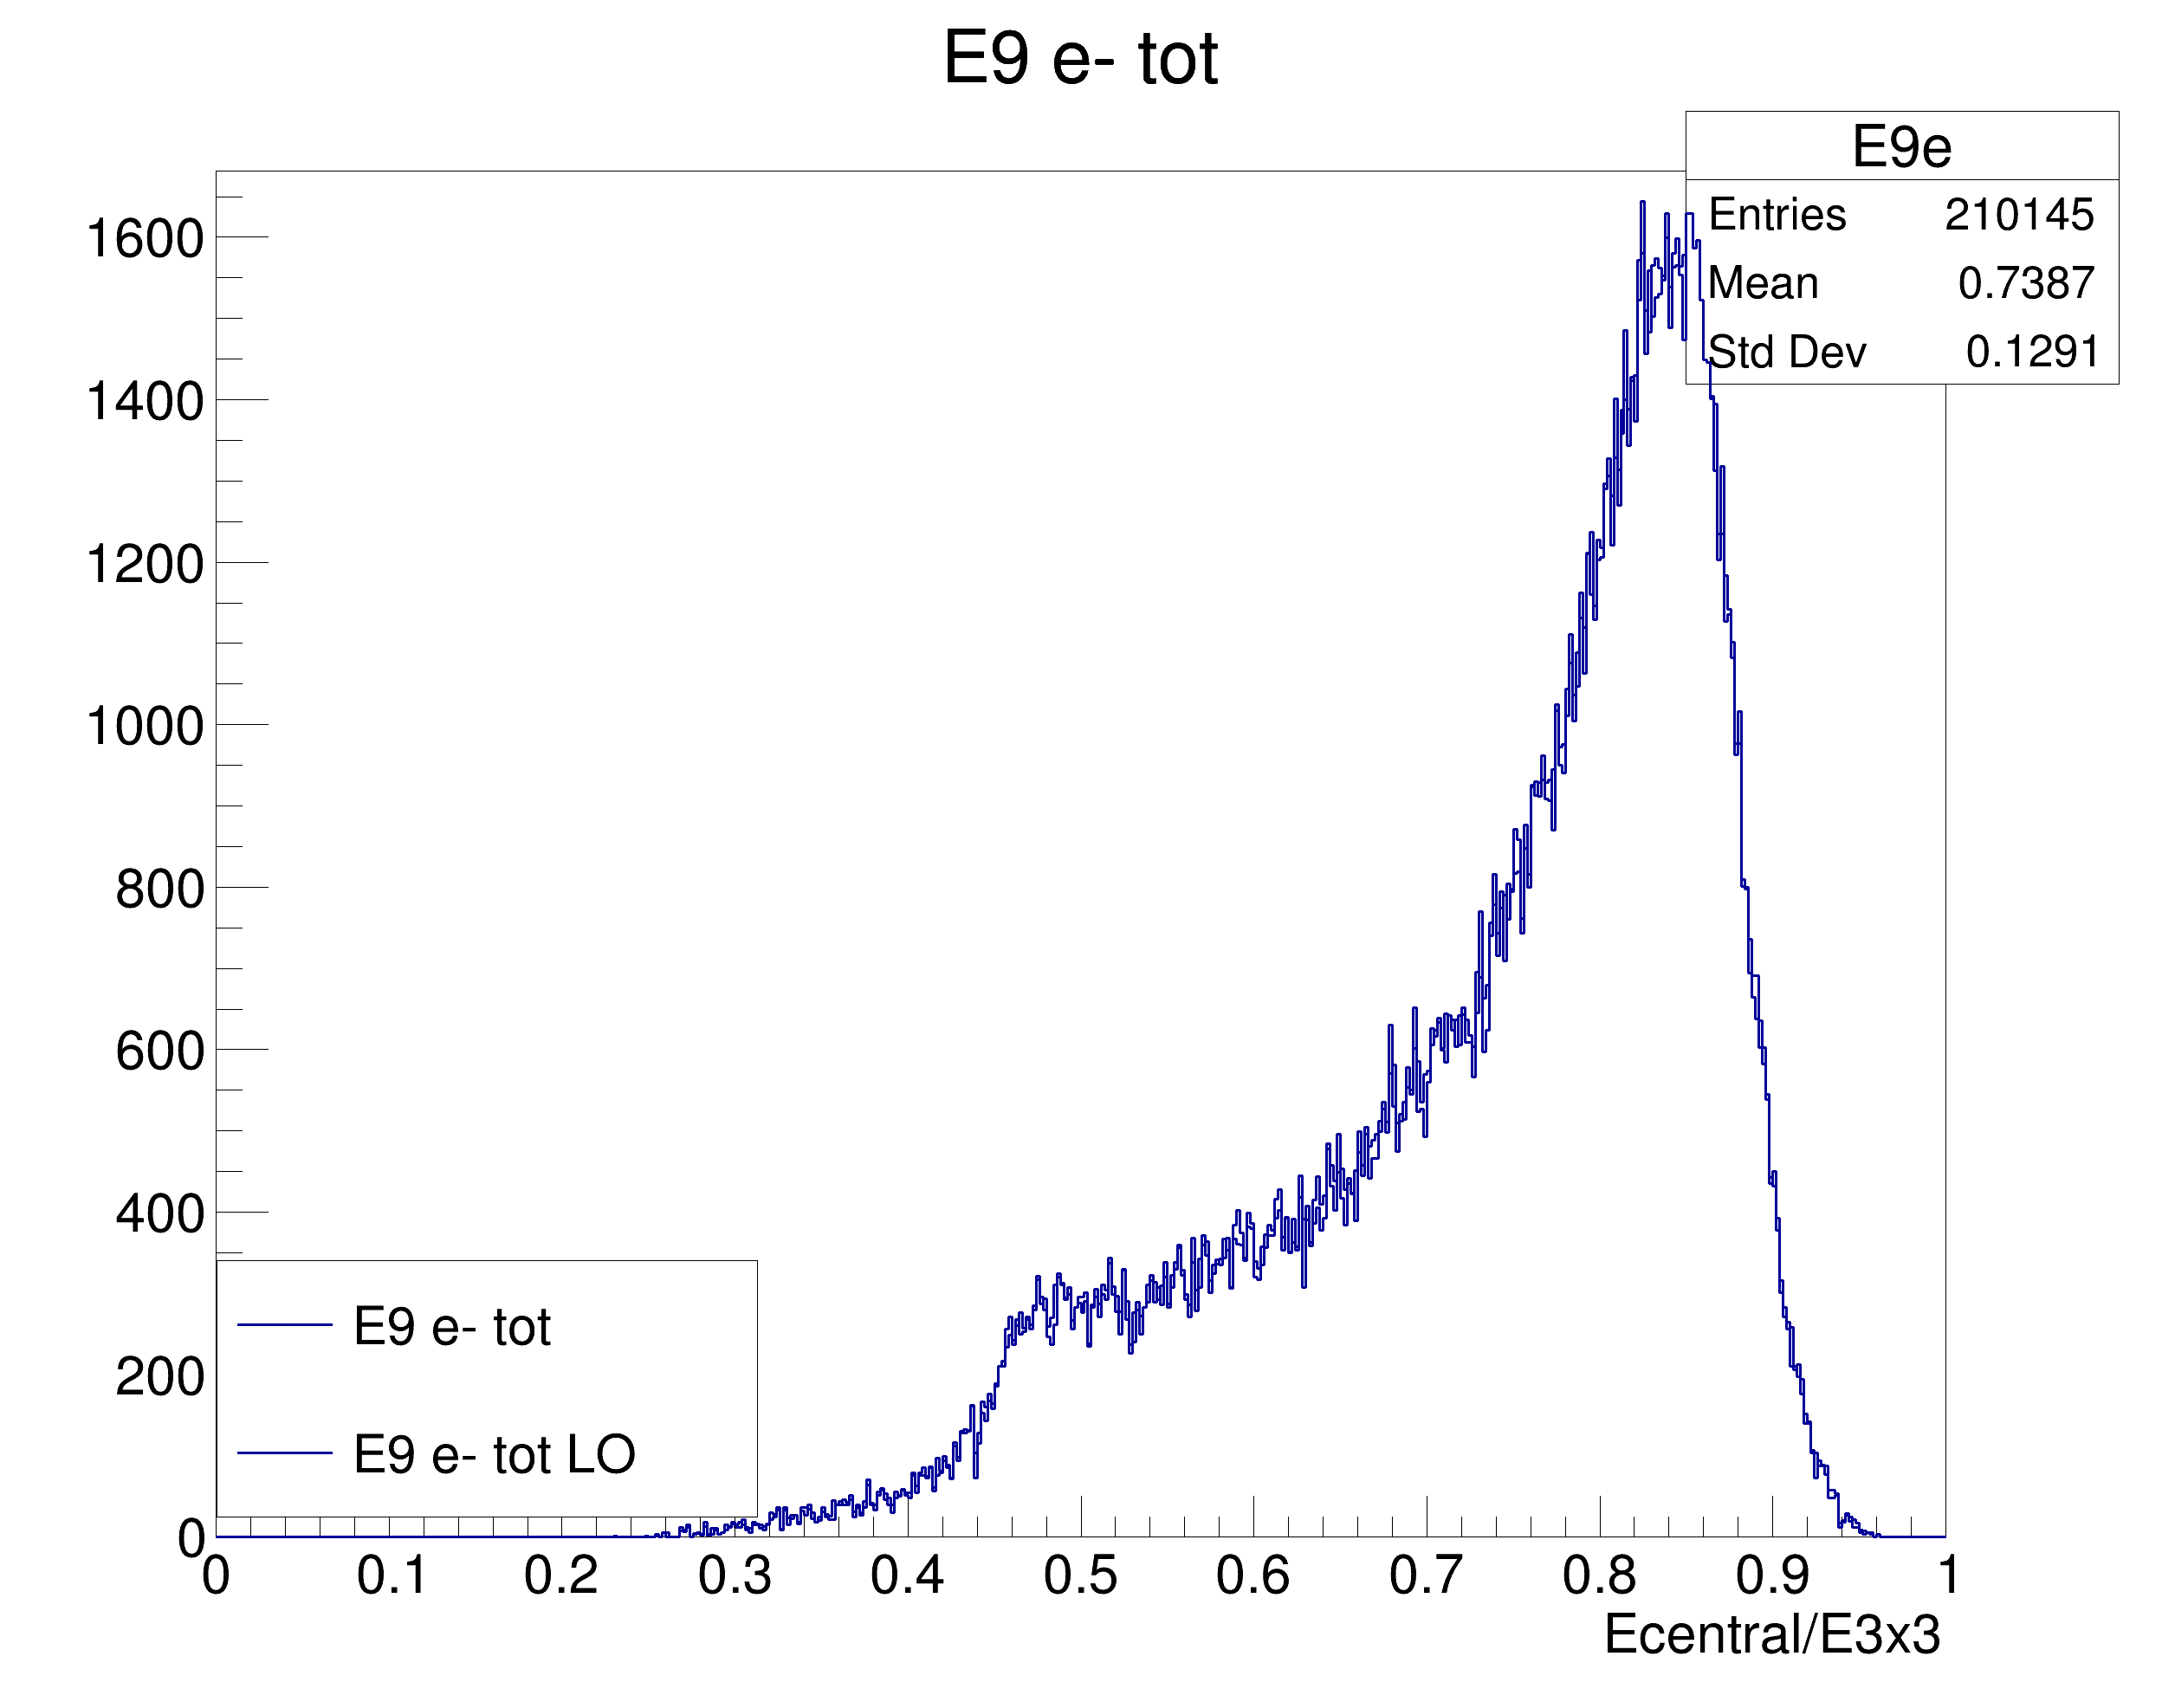 E9 e- tot
E9e
Entries 210145
Mean 0.7387
Std Dev 0.1291
1600
1400
1200
1000
800
600
400
200
0
E9 e- tot
E9 e- tot LO
0 0.1 0.2 0.3 0.4 0.5 0.6 0.7 0.8 0.9 1
Ecentral/E3x3